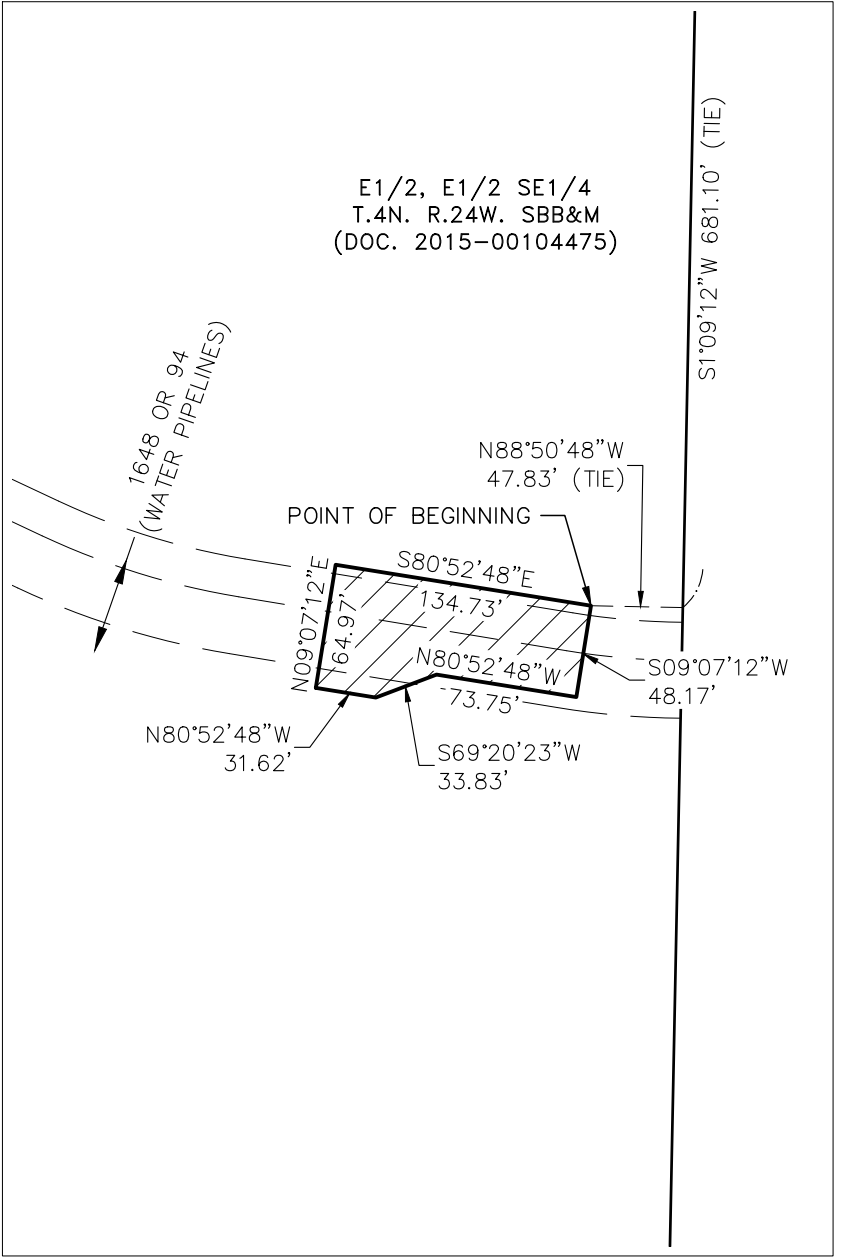 E1/2, E1/2 SE1/4
T.4N. R.24W. SBB&M
(DOC. 2015-00104475)
S1°09'12"W 681.10' (TIE)
1648 OR 94
(WATER PIPELINES)
N88°50'48"W
47.83' (TIE)
POINT OF BEGINNING
S80°52'48"E
134.73'
N09°07'12"E
64.97'
N80°52'48"W
73.75'
S09°07'12"W
48.17'
N80°52'48"W
31.62'
S69°20'23"W
33.83'